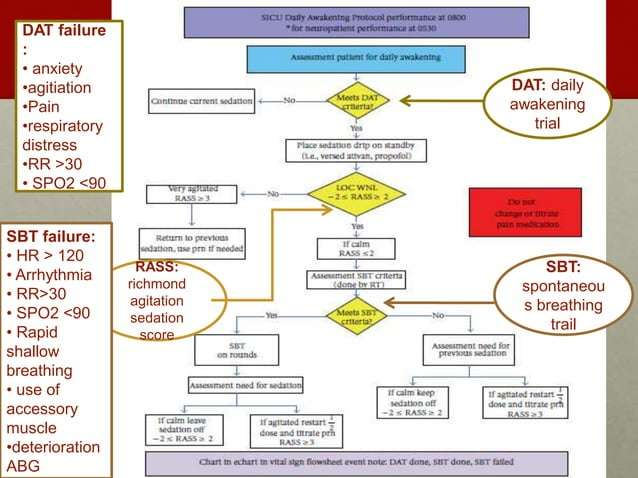 DAT failure
:
• anxiety
•agitiation
•Pain
•respiratory
distress
•RR >30
• SPO2 <90
SBT failure:
• HR > 120
• Arrhythmia
• RR>30
• SPO2 <90
• Rapid
shallow
breathing
• use of
accessory
muscle
•deterioration
ABG
SICU Daily Awakening Protocol performance at 0800
*for neuropatient performance at 0530
Assessment patient for daily awakening
Meets DAT
criteria?
No
Continue current sedation
Yes
DAT: daily
awakening
trial
Place sedation drip on standby
(i.e., versed ativan, propofol)
LOC WNL
−2 ≤ RASS≥ 2
No
Very agitated
RASS ≥ 3
Return to previous
sedation, use prn if needed
Yes
Do not
change or titrate
pain medication
RASS:
richmond
agitation
sedation
score
If calm
RASS ≤2
Assessment SBT criteria
(done by RT)
SBT:
spontaneou
s breathing
trail
Meets SBT
criteria?
Yes
No
SBT
on rounds
Assessment need for
previous sedation
Assessment need for sedation
If calm leave
sedation off
−2 ≤ RASS ≥ 2
If agitated restart 1/2
dose and titrate prn
RASS ≥ 3
If calm keep
sedation off
−2 ≤ RASS ≥ 2
If agitated restart 1/2
dose and titrate prn
RASS ≥ 3
Chart in echart in vital sign flowsheet event note: DAT done, SBT done, SBT failed